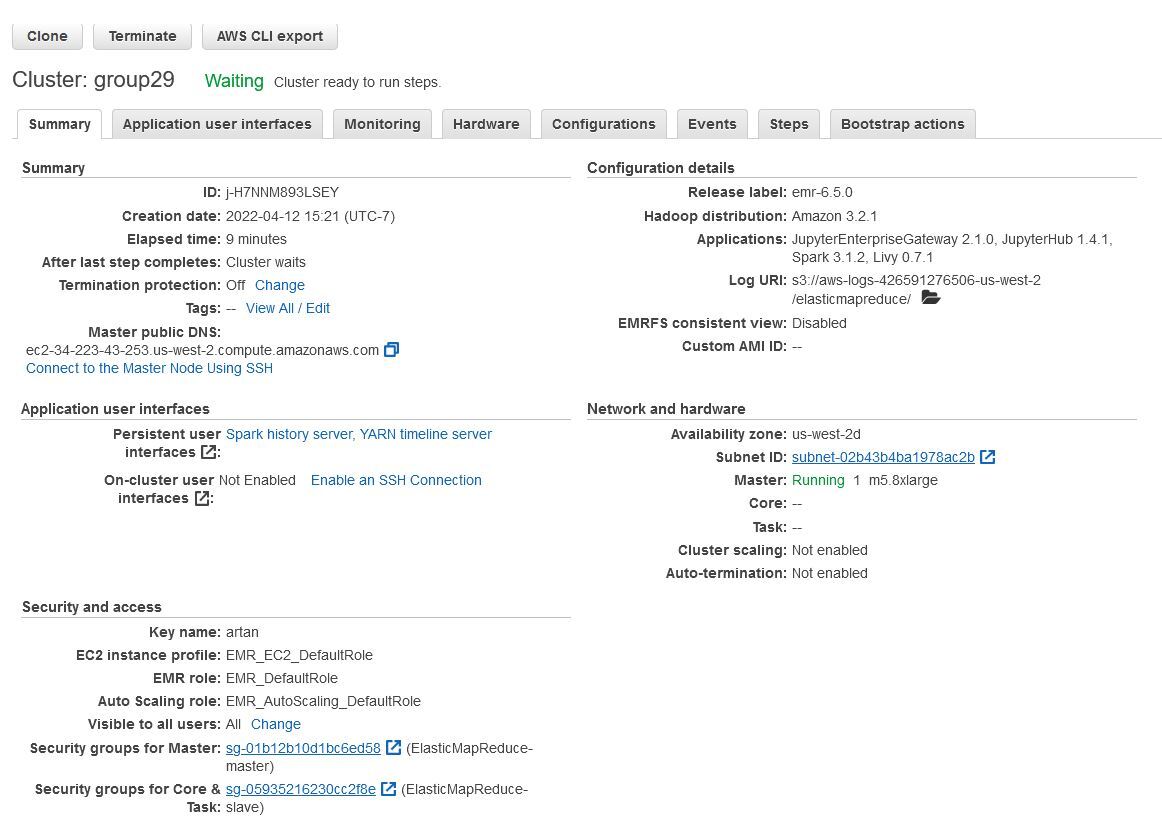 Clone Terminate AWS CLI export
Cluster: group29 Waiting Cluster ready to run steps.
Summary Application user interfaces Monitoring Hardware Configurations Events Steps Bootstrap actions
Summary
ID: j-H7NNM893LSEY
Creation date: 2022-04-12 15:21 (UTC-7)
Elapsed time: 9 minutes
After last step completes: Cluster waits
Termination protection: Off Change
Tags: -- View All / Edit
Master public DNS:
ec2-34-223-43-253.us-west-2.compute.amazonaws.com
Connect to the Master Node Using SSH
Configuration details
Release label: emr-6.5.0
Hadoop distribution: Amazon 3.2.1
Applications: JupyterEnterpriseGateway 2.1.0, JupyterHub 1.4.1,
Spark 3.1.2, Livy 0.7.1
Log URI: s3://aws-logs-426591276506-us-west-2
/elasticmapreduce/
EMRFS consistent view: Disabled
Custom AMI ID: --
Application user interfaces
Persistent user Spark history server, YARN timeline server
interfaces :
On-cluster user Not Enabled Enable an SSH Connection
interfaces :
Network and hardware
Availability zone: us-west-2d
Subnet ID: subnet-02b43b4ba1978ac2b
Master: Running 1 m5.8xlarge
Core: --
Task: --
Cluster scaling: Not enabled
Auto-termination: Not enabled
Security and access
Key name: artan
EC2 instance profile: EMR_EC2_DefaultRole
EMR role: EMR_DefaultRole
Auto Scaling role: EMR_AutoScaling_DefaultRole
Visible to all users: All Change
Security groups for Master: sg-01b12b10d1bc6ed58 (ElasticMapReduce-
master)
Security groups for Core & sg-05935216230cc2f8e (ElasticMapReduce-
Task: slave)